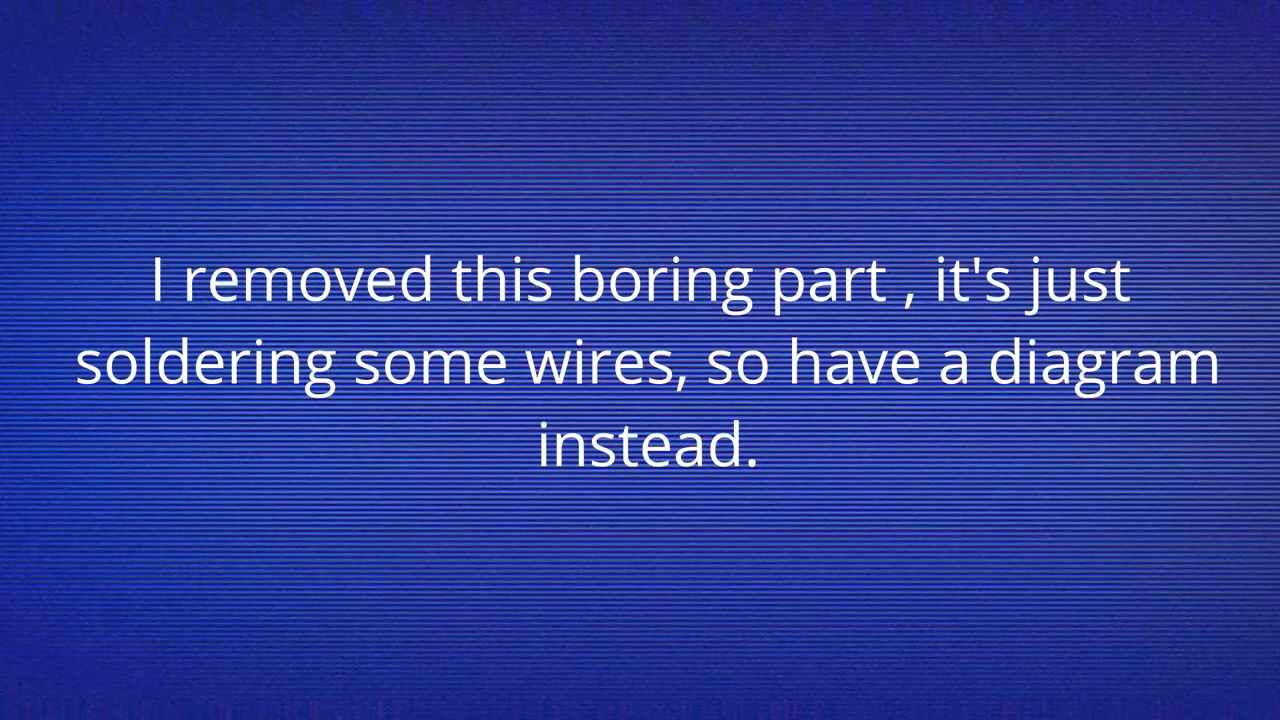 I removed this boring part , it's just
soldering some wires, so have a diagram
instead.